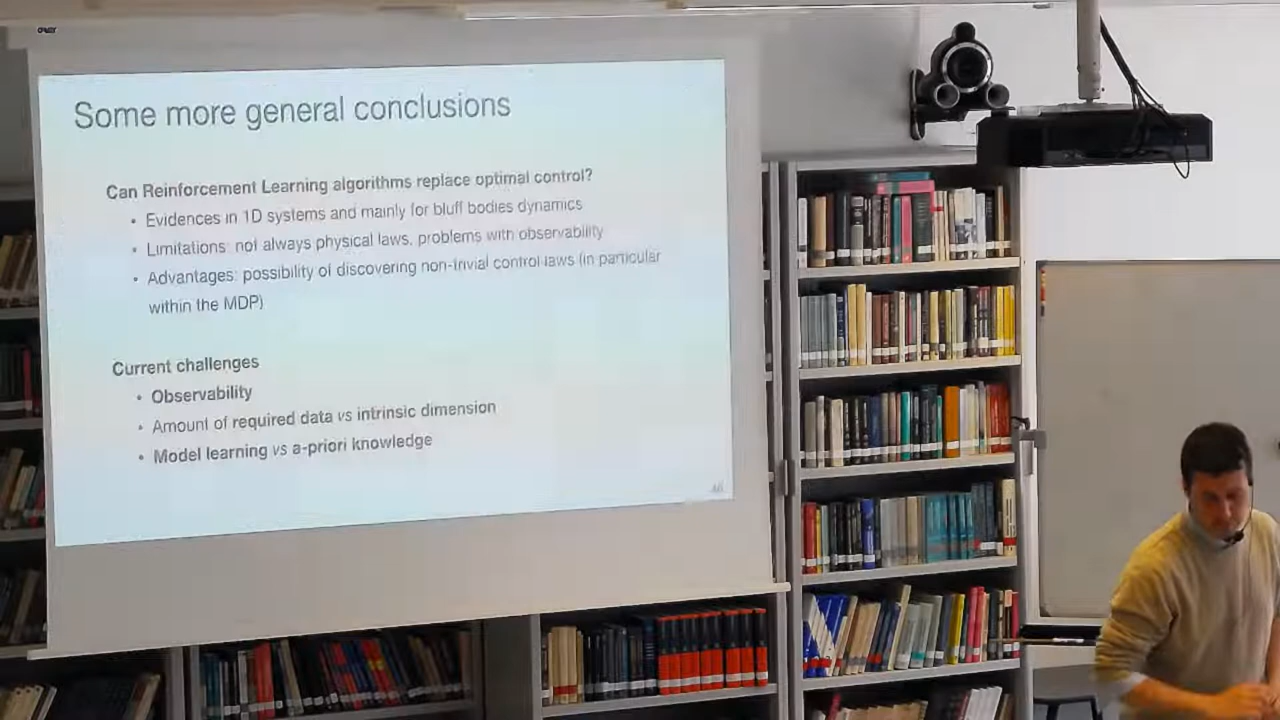 Some more general conclusions
Can Reinforcement Learning algorithms replace optimal control?
• Evidences in 1D systems and mainly for bluff bodies dynamics
• Limitations: not always physical laws, problems with observability
• Advantages: possibility of discovering non-trivial control laws (in particular
within the MDP)
Current challenges
• Observability
• Amount of required data vs intrinsic dimension
• Model learning vs a-priori knowledge